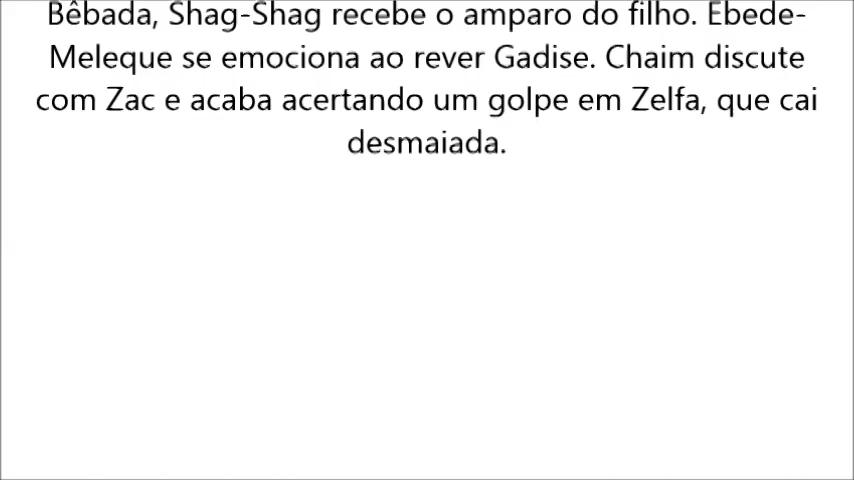 Bêbada, Shag-Shag recebe o amparo do filho. Ebede-
Meleque se emociona ao rever Gadise. Chaim discute
com Zac e acaba acertando um golpe em Zelfa, que cai
desmaiada.